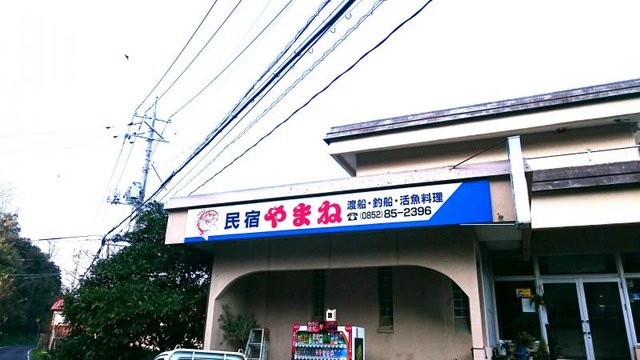 民宿 やまね
渡船・釣船・活魚料理
☎(0852)85-2396